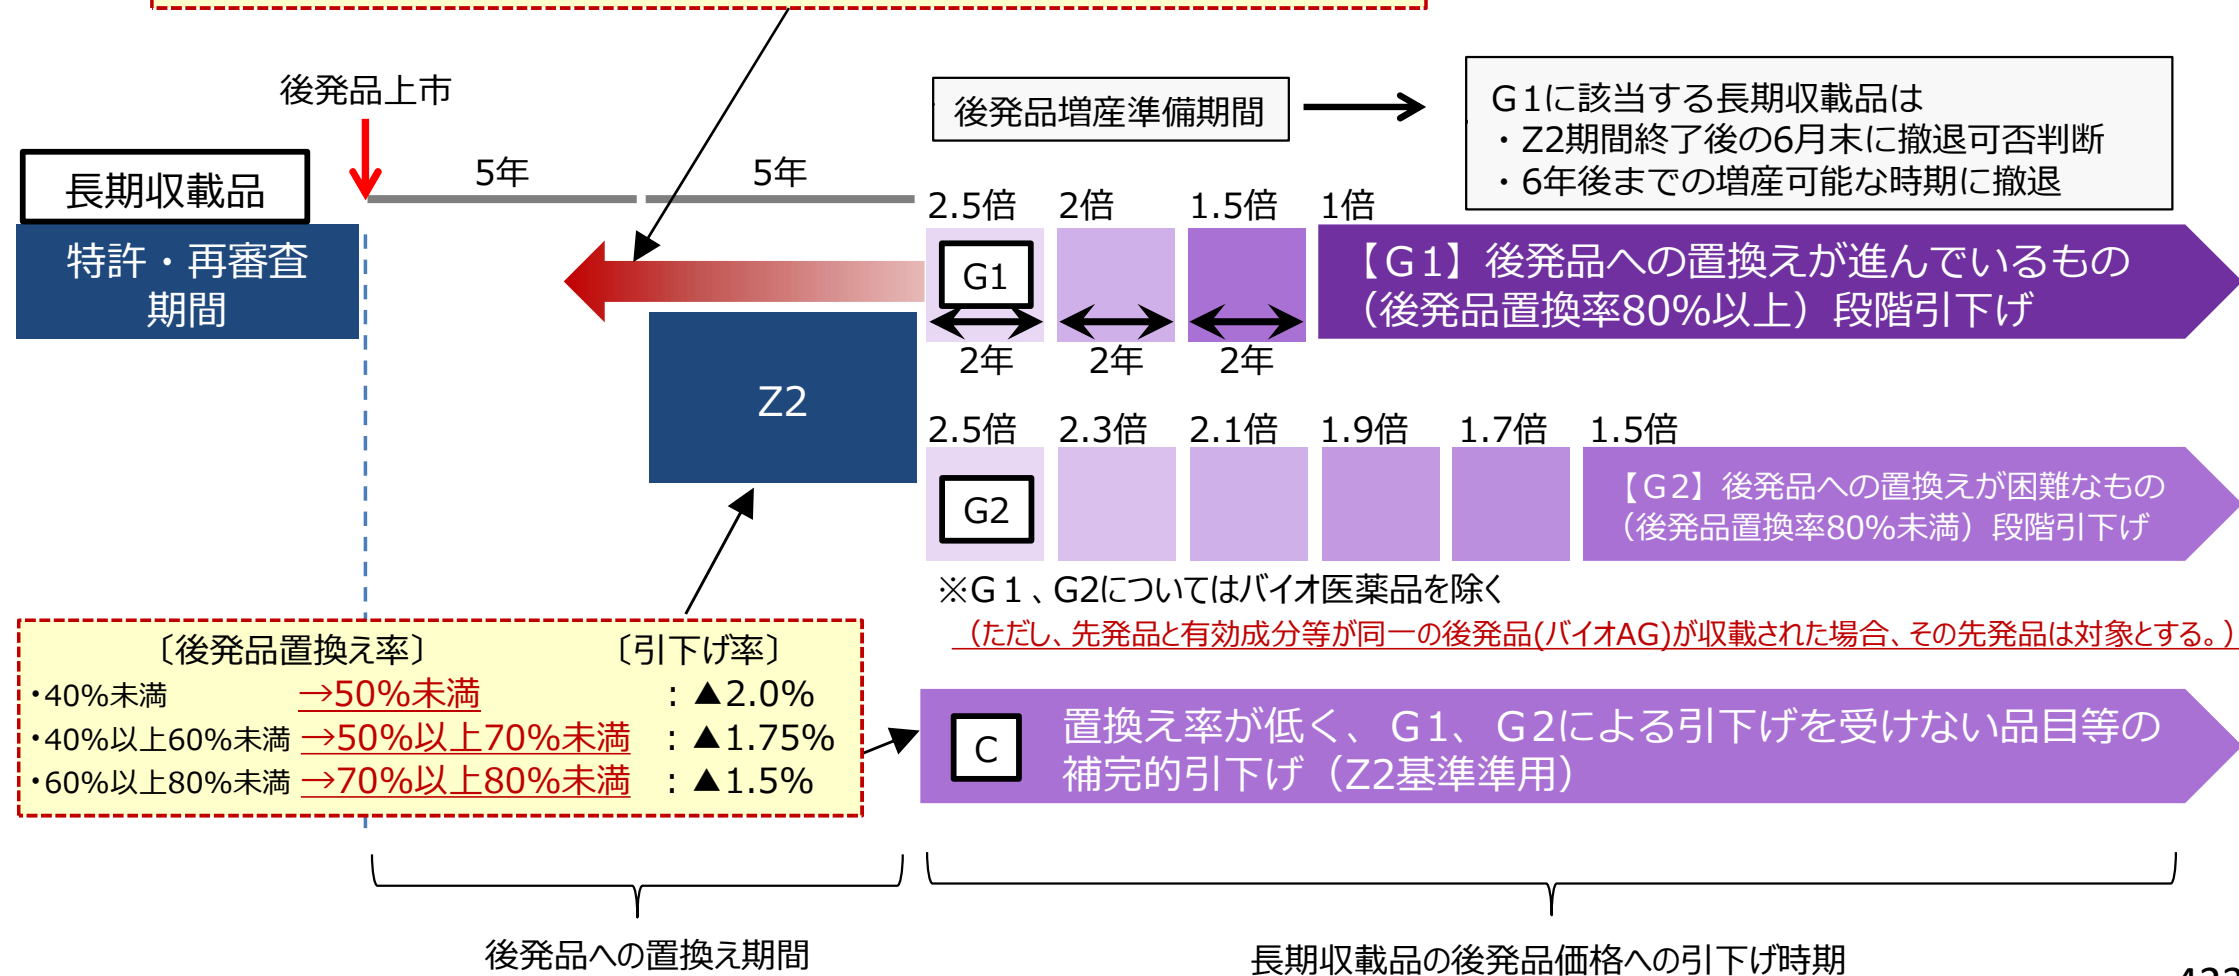 後発品上市
長期収載品
5年
5年
特許・再審査
期間
後発品増産準備期間
G1に該当する長期収載品は
・Z2期間終了後の6月末に撤退可否判断
・6年後までの増産可能な時期に撤退
2.5倍 2倍 1.5倍 1倍
G1
2年 2年 2年
【G1】後発品への置換えが進んでいるもの
（後発品置換率80%以上）段階引下げ
Z2
2.5倍 2.3倍 2.1倍 1.9倍 1.7倍 1.5倍
G2
【G2】後発品への置換えが困難なもの
（後発品置換率80%未満）段階引下げ
※G１、G2についてはバイオ医薬品を除く
（ただし、先発品と有効成分等が同一の後発品(バイオAG)が収載された場合、その先発品は対象とする。）
〔後発品置換え率〕 〔引下げ率〕
・40%未満 →50%未満 : ▲2.0%
・40%以上60%未満 →50%以上70%未満 : ▲1.75%
・60%以上80%未満 →70%以上80%未満 : ▲1.5%
C
置換え率が低く、G1、G2による引下げを受けない品目等の
補完的引下げ（Z2基準準用）
後発品への置換え期間
長期収載品の後発品価格への引下げ時期